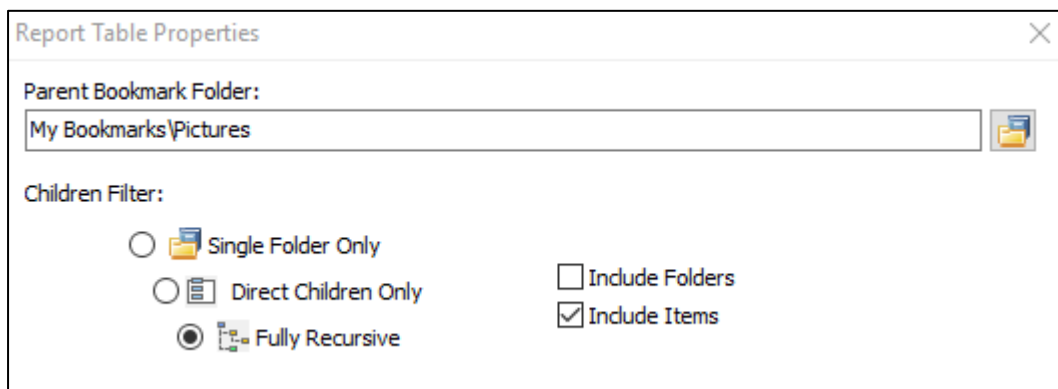 Report Table Properties
Parent Bookmark Folder:
My Bookmarks\Pictures
Children Filter:
Single Folder Only
Direct Children Only
Fully Recursive
Include Folders
Include Items